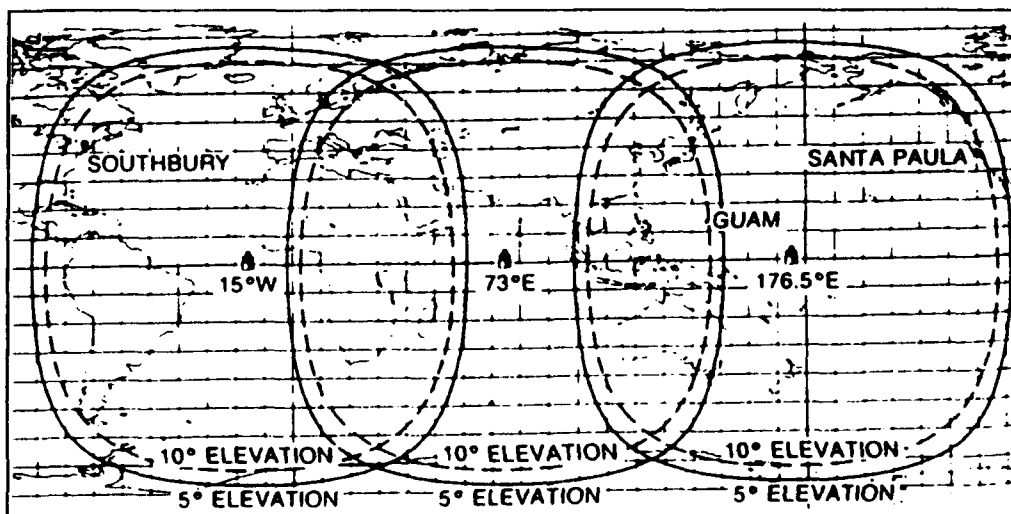 SOUTHBURY
SANTA PAULA
GUAM
15°W
73°E
176.5°E
10° ELEVATION
10° ELEVATION
10° ELEVATION
5° ELEVATION
5° ELEVATION
5° ELEVATION